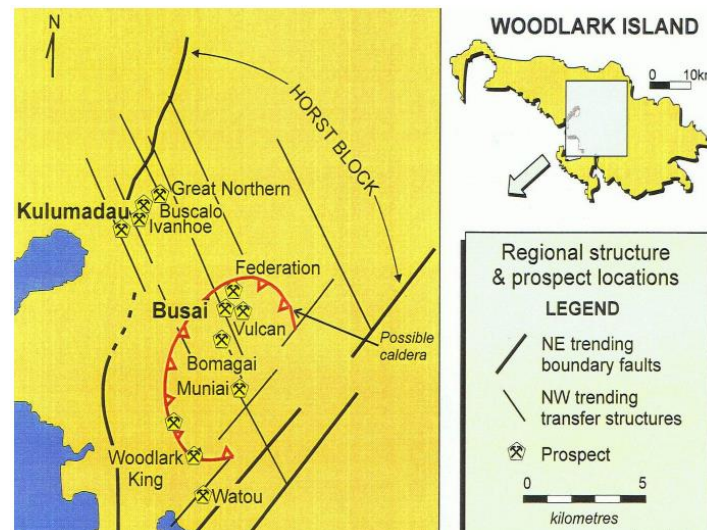 N
HORST BLOCK
Great Northern
Kulumadau
Buscalo
Ivanhoe
Federation
Busai
Vulcan
Possible
caldera
Bomagai
Muniai
Woodlark
King
Watou
WOODLARK ISLAND
0 10km
Regional structure
& prospect locations
LEGEND
NE trending
boundary faults
NW trending
transfer structures
Prospect
0 5
kilometres